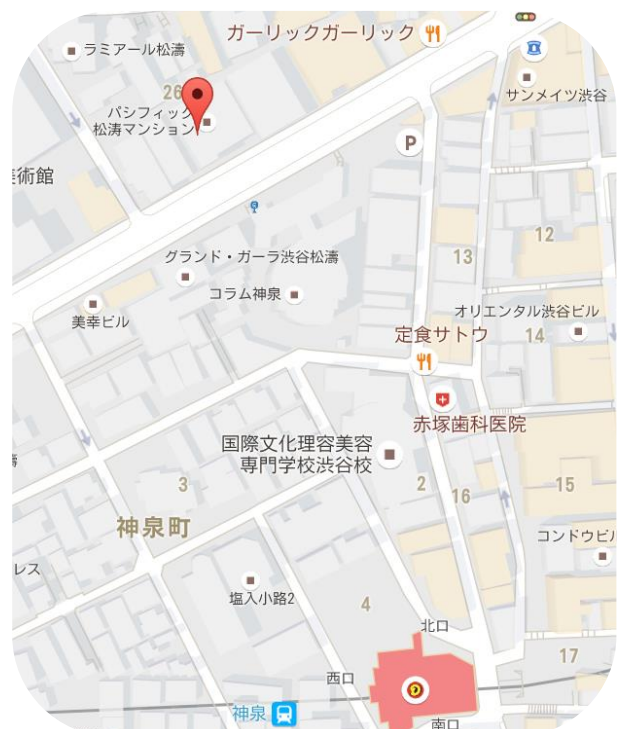 ガーリックガーリック
ラミアール松濤
サンメイツ渋谷
26
パシフィック
松涛マンション
P
術館
12
13
グランド・ガーラ渋谷松濤
コラム神泉
美幸ビル
オリエンタル渋谷ビル
14
定食サトウ
赤塚歯科医院
国際文化理容美容
専門学校渋谷校
3
2
16
15
神泉町
コンドウビル
レス
塩入小路2
4
北口
17
西口
神泉
南口